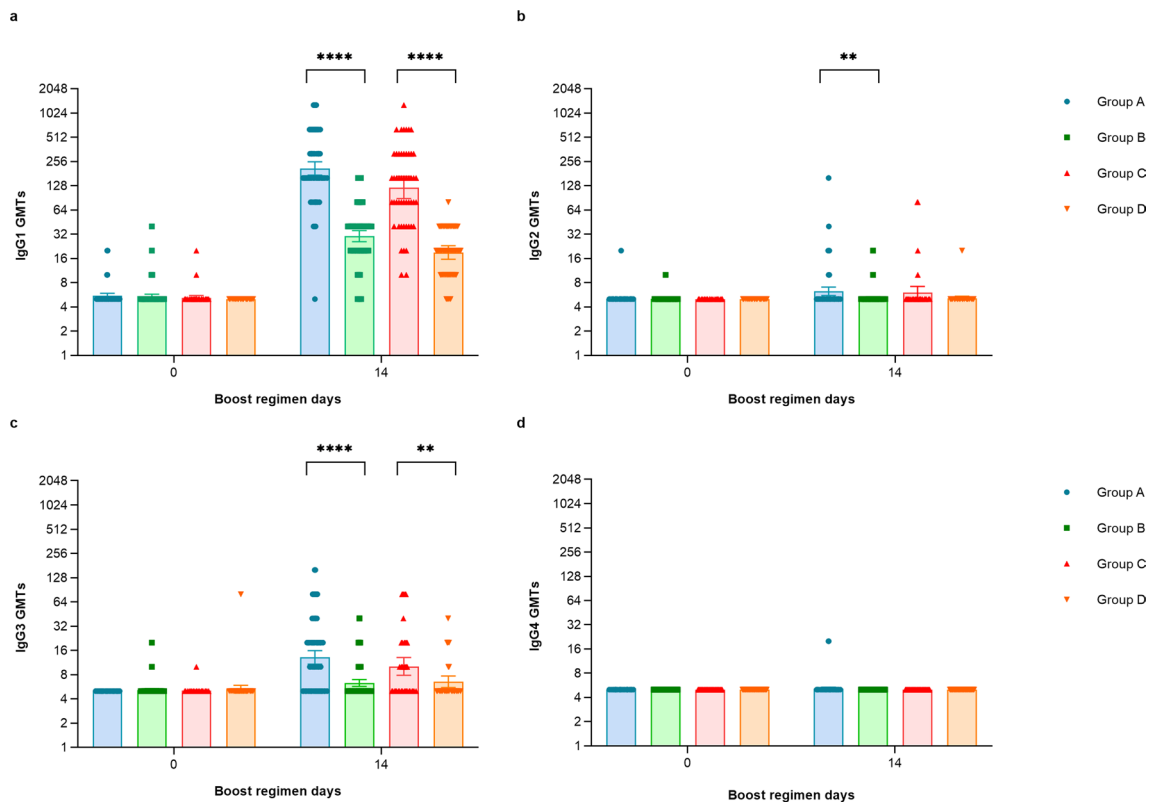 a
**** ****
2048
1024
512
256
128
64
32
16
8
4
2
1
IgG1 GMTs
0 14
Boost regimen days
b
**
2048
1024
512
256
128
64
32
16
8
4
2
1
IgG2 GMTs
0 14
Boost regimen days
Group A
Group B
Group C
Group D
c
**** **
2048
1024
512
256
128
64
32
16
8
4
2
1
IgG3 GMTs
0 14
Boost regimen days
d
2048
1024
512
256
128
64
32
16
8
4
2
1
IgG4 GMTs
0 14
Boost regimen days
Group A
Group B
Group C
Group D